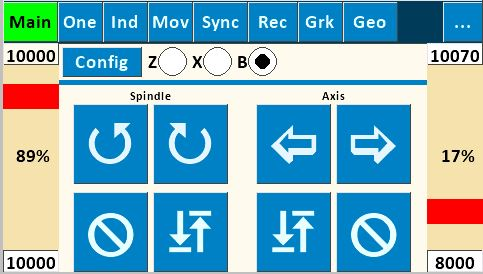 Main One Ind Mov Sync Rec Grk Geo ...
10000 Config Z X B 10070
Spindle Axis
89% 17%
10000 8000